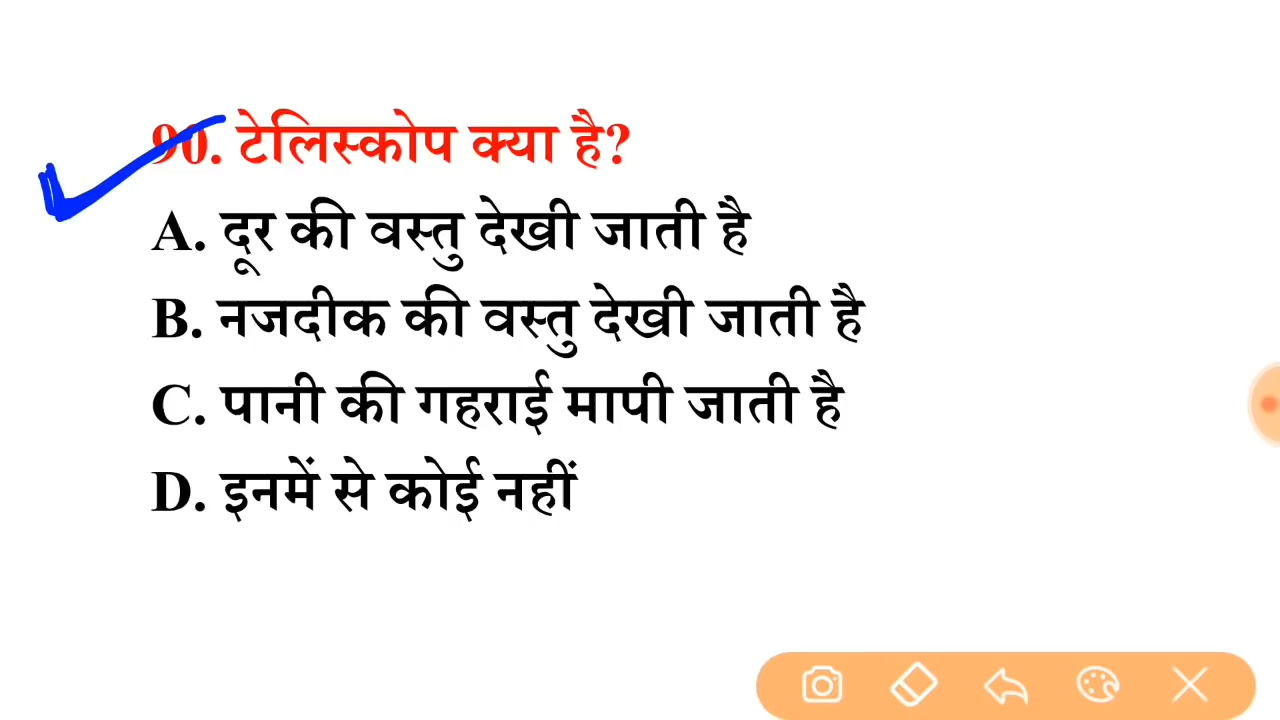 90. टेलिस्कोप क्या है?
A. दूर की वस्तु देखी जाती है
B. नजदीक की वस्तु देखी जाती है
C. पानी की गहराई मापी जाती है
D. इनमें से कोई नहीं